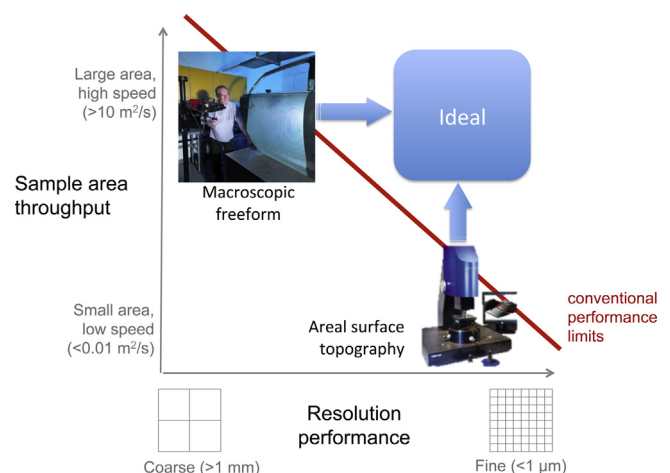 Large area,
high speed
(>10 m²/s)
Ideal
Sample area
throughput
Macroscopic
freeform
Small area,
low speed
(<0.01 m²/s)
Areal surface
topography
conventional
performance
limits
Resolution
performance
Coarse (>1 mm)
Fine (<1 µm)